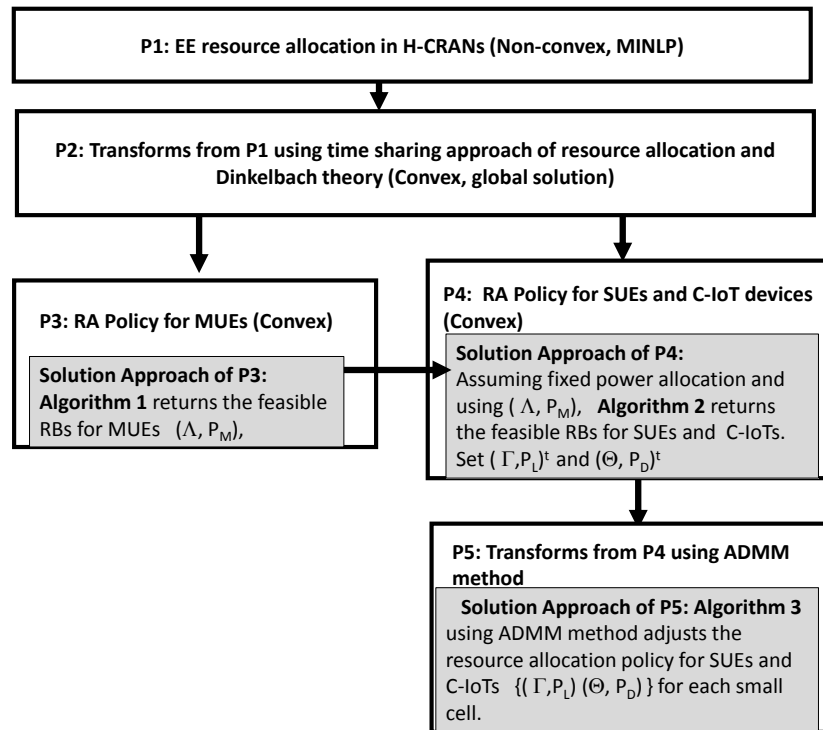 P1: EE resource allocation in H-CRANs (Non-convex, MINLP)
P2: Transforms from P1 using time sharing approach of resource allocation and
Dinkelbach theory (Convex, global solution)
P3: RA Policy for MUEs (Convex)
Solution Approach of P3:
Algorithm 1 returns the feasible
RBs for MUEs (Λ, P_M),
P4: RA Policy for SUEs and C-IoT devices
(Convex)
Solution Approach of P4:
Assuming fixed power allocation and
using ( Λ, P_M), Algorithm 2 returns
the feasible RBs for SUEs and C-IoTs.
Set ( Γ,P_L)^t and (Θ, P_D)^t
P5: Transforms from P4 using ADMM
method
Solution Approach of P5: Algorithm 3
using ADMM method adjusts the
resource allocation policy for SUEs and
C-IoTs {( Γ,P_L) (Θ, P_D) } for each small
cell.